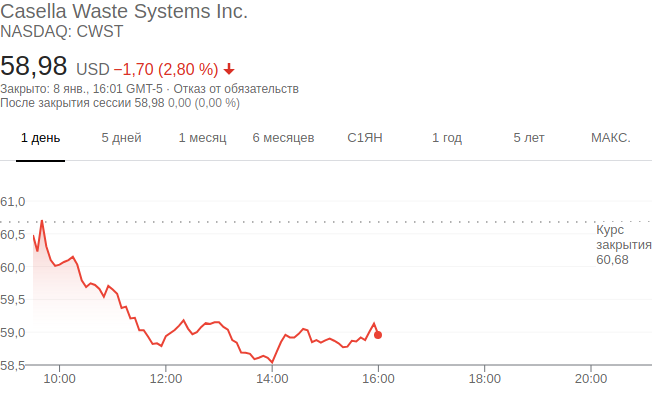 Casella Waste Systems Inc.
NASDAQ: CWST
58,98 USD −1,70 (2,80 %)
Закрыто: 8 янв., 16:01 GMT-5 · Отказ от обязательств
После закрытия сессии 58,98 0,00 (0,00 %)
1 день 5 дней 1 месяц 6 месяцев С1ЯН 1 год 5 лет МАКС.
61,0
Курс
закрытия
60,68
60,5
60,0
59,5
59,0
58,5
10:00 12:00 14:00 16:00 18:00 20:00